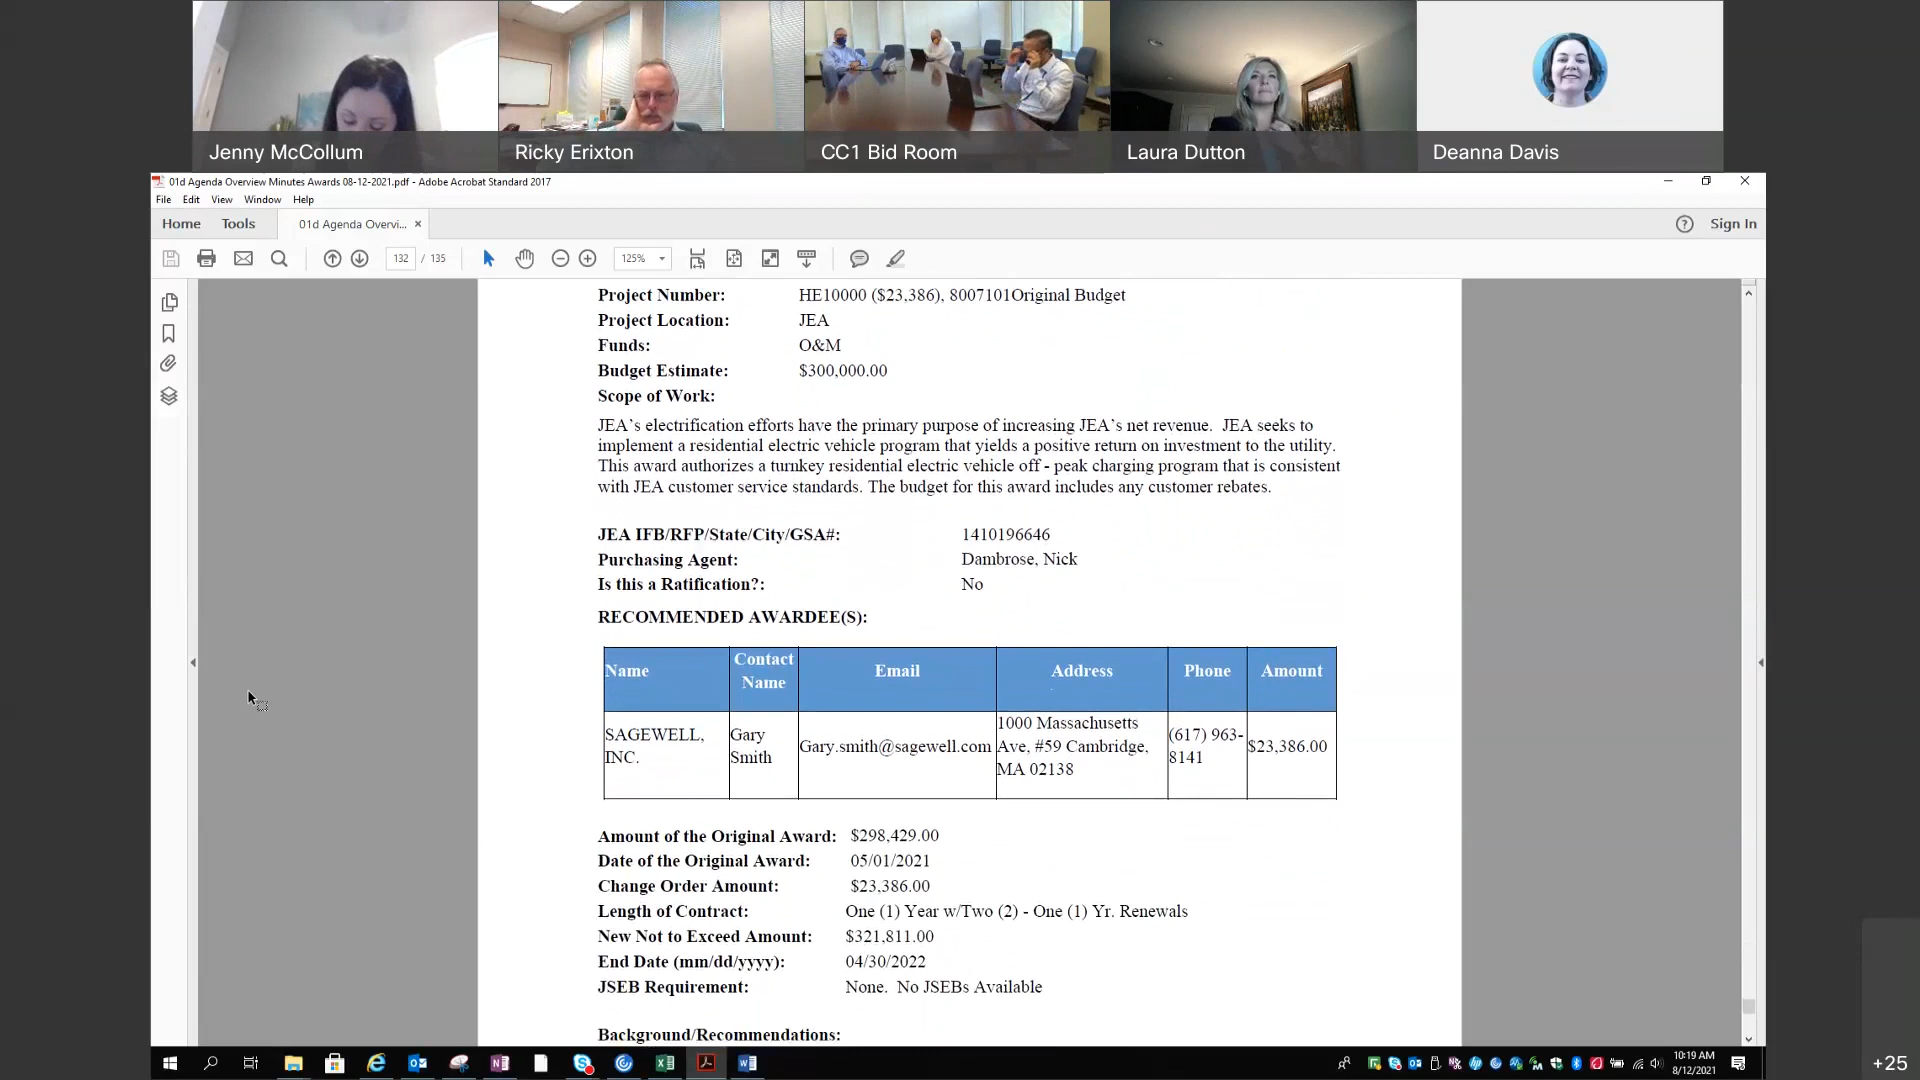 Jenny McCollum
Ricky Erixton
CC1 Bid Room
Laura Dutton
Deanna Davis
01d Agenda Overview Minutes Awards 08-12-2021.pdf - Adobe Acrobat Standard 2017
File Edit View Window Help
Home Tools 01d Agenda Overvi... × Sign In
132 / 135 125%
Project Number: HE10000 ($23,386), 8007101Original Budget
Project Location: JEA
Funds: O&M
Budget Estimate: $300,000.00
Scope of Work:
JEA’s electrification efforts have the primary purpose of increasing JEA’s net revenue. JEA seeks to
implement a residential electric vehicle program that yields a positive return on investment to the utility.
This award authorizes a turnkey residential electric vehicle off - peak charging program that is consistent
with JEA customer service standards. The budget for this award includes any customer rebates.
JEA IFB/RFP/State/City/GSA#: 1410196646
Purchasing Agent: Dambrose, Nick
Is this a Ratification?: No
RECOMMENDED AWARDEE(S):
Name Contact Name Email Address Phone Amount
SAGEWELL, INC. Gary Smith Gary.smith@sagewell.com 1000 Massachusetts Ave, #59 Cambridge, MA 02138 (617) 963-8141 $23,386.00
Amount of the Original Award: $298,429.00
Date of the Original Award: 05/01/2021
Change Order Amount: $23,386.00
Length of Contract: One (1) Year w/Two (2) - One (1) Yr. Renewals
New Not to Exceed Amount: $321,811.00
End Date (mm/dd/yyyy): 04/30/2022
JSEB Requirement: None. No JSEBs Available
Background/Recommendations:
10:19 AM
8/12/2021
+25